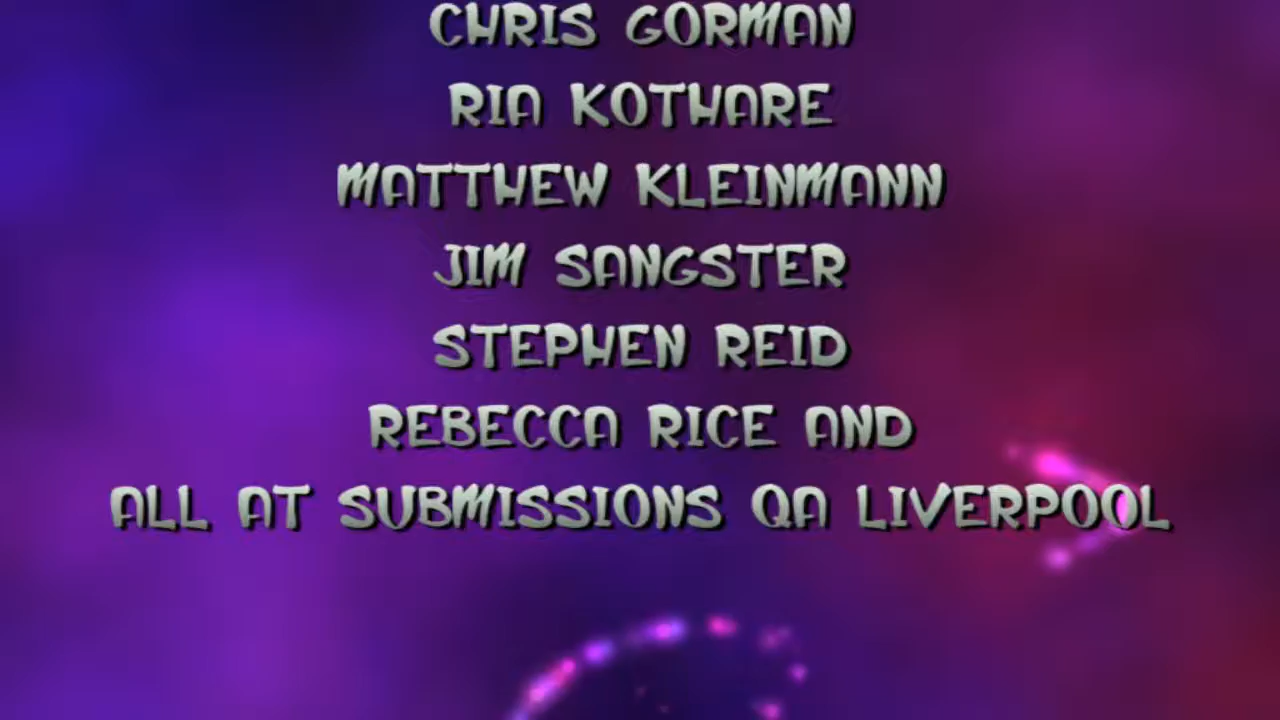 CHRIS GORMAN
RIA KOTHARE
MATTHEW KLEINMANN
JIM SANGSTER
STEPHEN REID
REBECCA RICE AND
ALL AT SUBMISSIONS QA LIVERPOOL